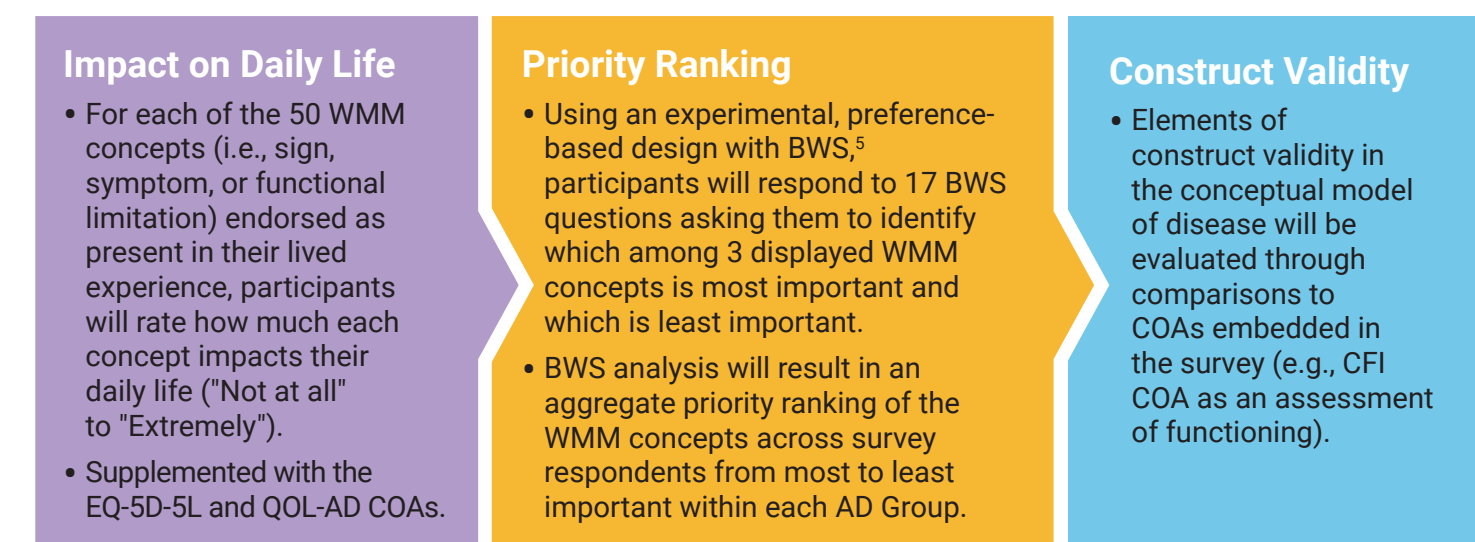 Impact on Daily Life
• For each of the 50 WMM
concepts (i.e., sign,
symptom, or functional
limitation) endorsed as
present in their lived
experience, participants
will rate how much each
concept impacts their
daily life ("Not at all"
to "Extremely").
• Supplemented with the
EQ-5D-5L and QOL-AD COAs.
Priority Ranking
• Using an experimental, preference-
based design with BWS,⁵
participants will respond to 17 BWS
questions asking them to identify
which among 3 displayed WMM
concepts is most important and
which is least important.
• BWS analysis will result in an
aggregate priority ranking of the
WMM concepts across survey
respondents from most to least
important within each AD Group.
Construct Validity
• Elements of
construct validity in
the conceptual model
of disease will be
evaluated through
comparisons to
COAs embedded in
the survey (e.g., CFI
COA as an assessment
of functioning).